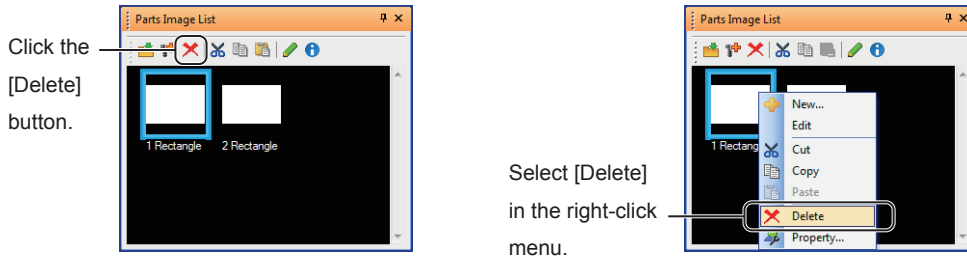 Parts Image List
Click the
[Delete]
button.
1 Rectangle 2 Rectangle
Parts Image List
New...
Edit
1 Rectang
Cut
Copy
Paste
Delete
Property...
Select [Delete]
in the right-click
menu.